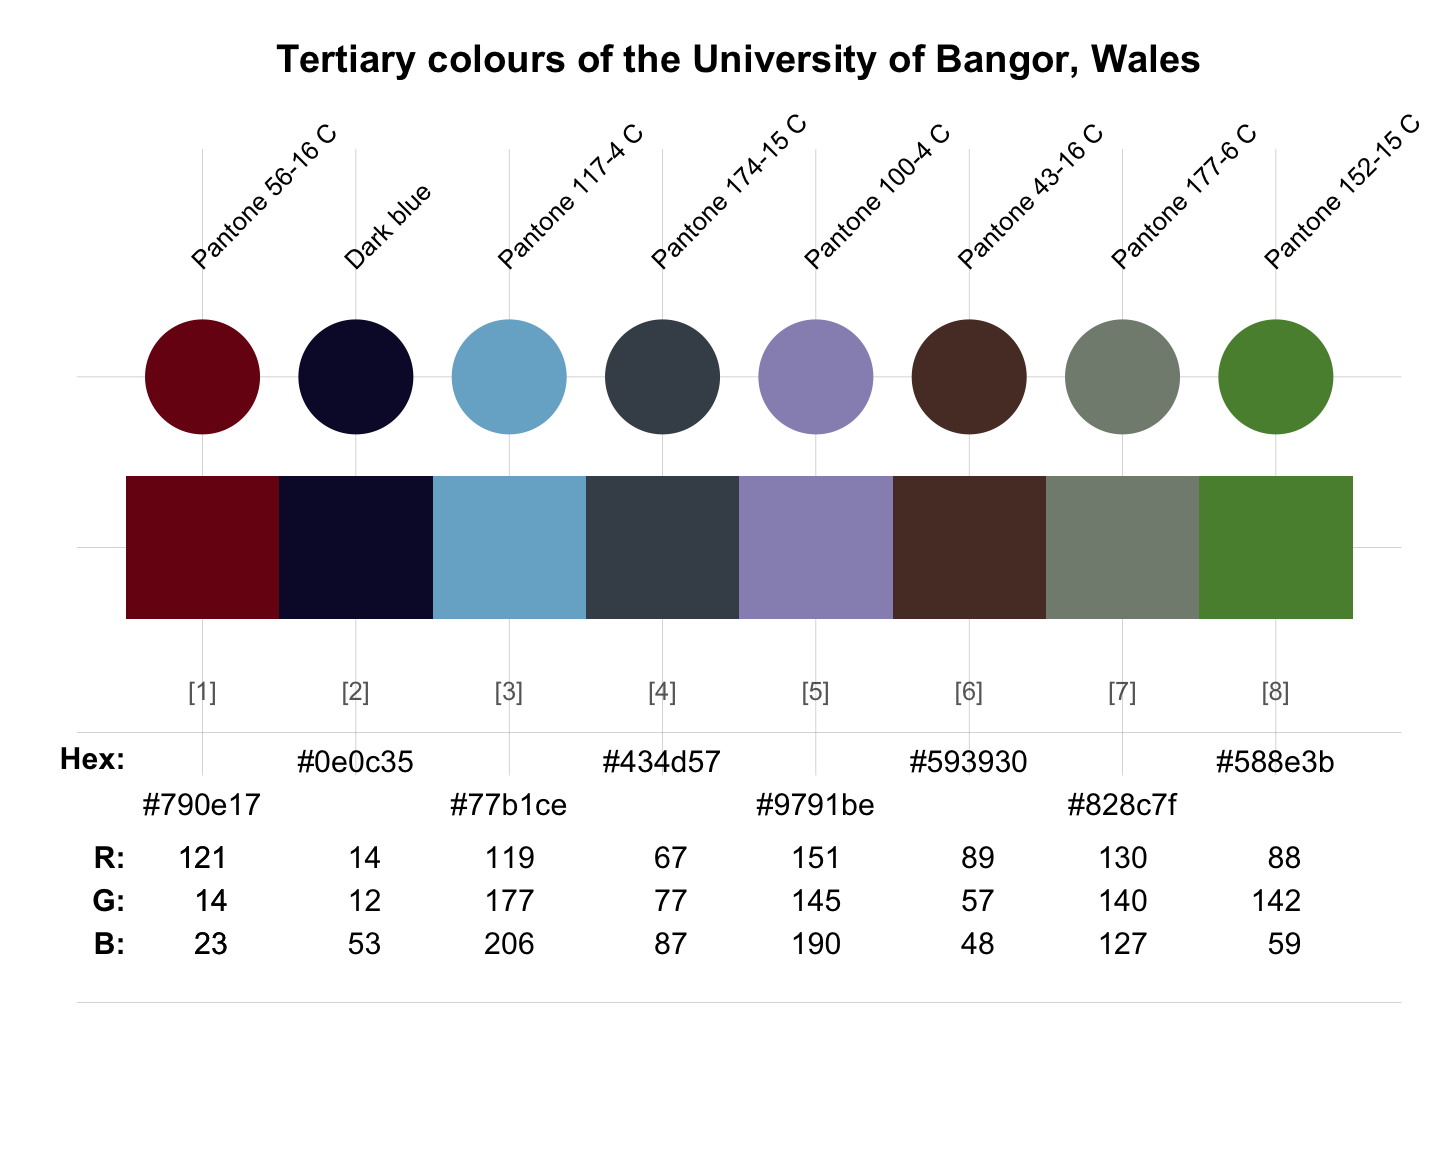 Tertiary colours of the University of Bangor, Wales
Pantone 56-16 C
Dark blue
Pantone 117-4 C
Pantone 174-15 C
Pantone 100-4 C
Pantone 43-16 C
Pantone 177-6 C
Pantone 152-15 C
[1] [2] [3] [4] [5] [6] [7] [8]
Hex: #0e0c35 #434d57 #593930 #588e3b
#790e17 #77b1ce #9791be #828c7f
R: 121 14 119 67 151 89 130 88
G: 14 12 177 77 145 57 140 142
B: 23 53 206 87 190 48 127 59